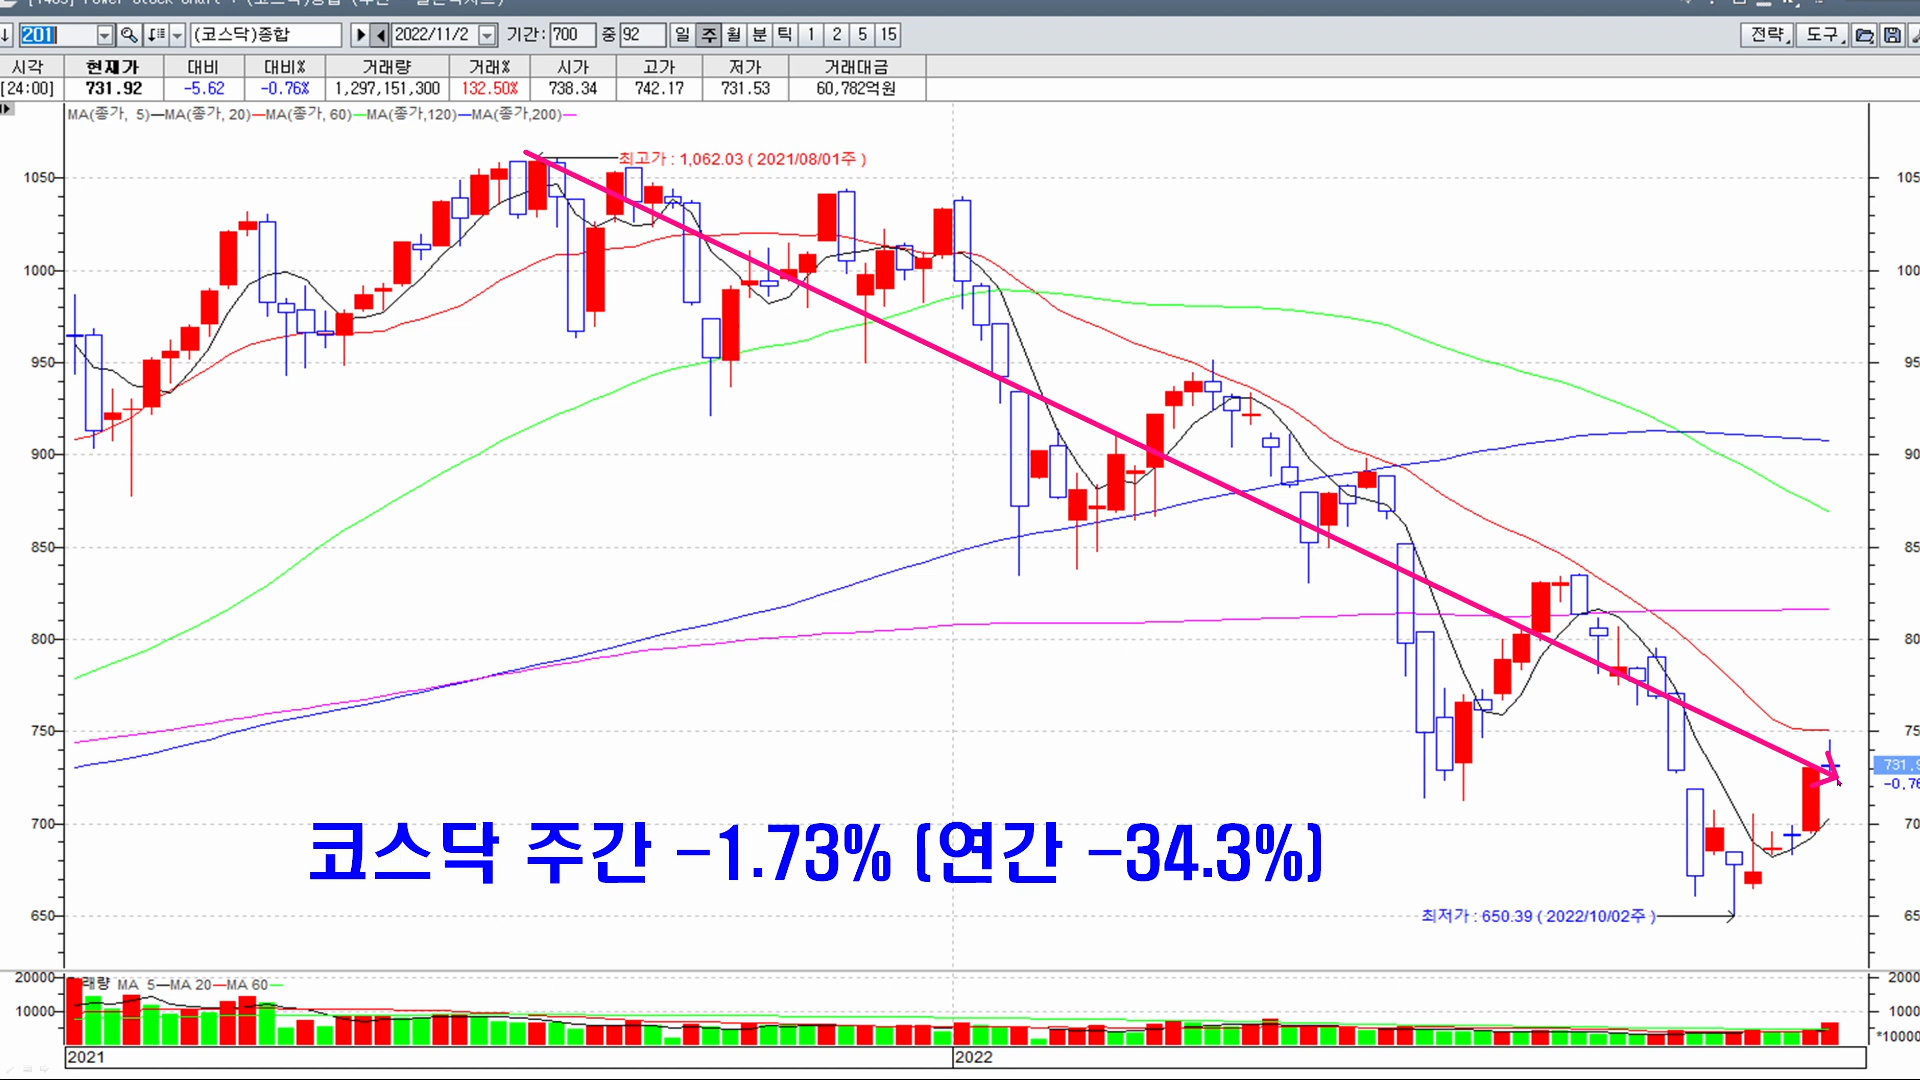 201 (코스닥)종합 2022/11/2 기간: 700 중 92 일 주 월 분 틱 1 2 5 15 전략 도구
시각 현재가 대비 대비% 거래량 거래% 시가 고가 저가 거래대금
[24:00] 731.92 -5.62 -0.76% 1,297,151,300 132.50% 738.34 742.17 731.53 60,782억원
MA(종가, 5) MA(종가, 20) MA(종가, 60) MA(종가,120) MA(종가,200)
최고가 : 1,062.03 ( 2021/08/01주 )
1050
1000
950
900
850
800
750
731.9
-0.76
700
코스닥 주간 -1.73% (연간 -34.3%)
650
최저가 : 650.39 ( 2022/10/02주 )
20000 래량 MA 5 MA 20 MA 60
10000
*10000
2021 2022